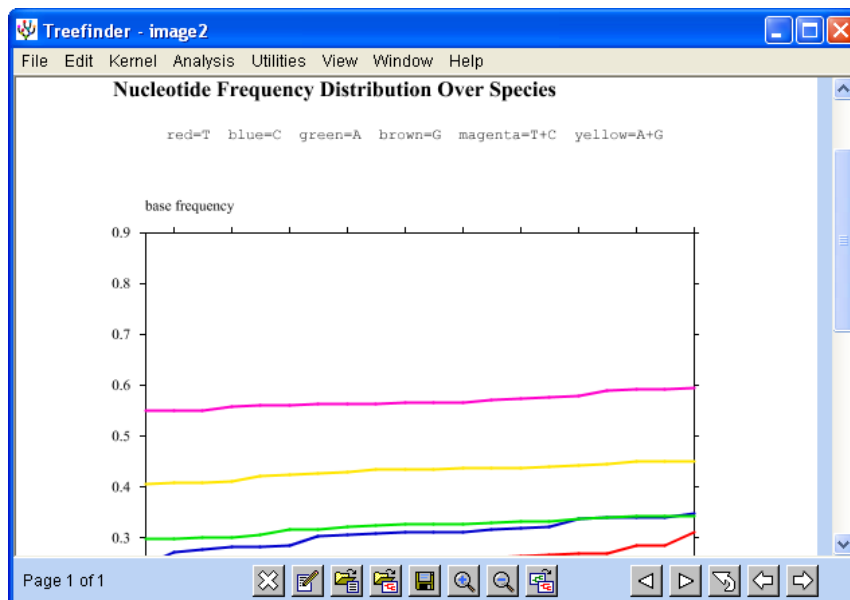 Treefinder - image2
File Edit Kernel Analysis Utilities View Window Help
Nucleotide Frequency Distribution Over Species
red=T blue=C green=A brown=G magenta=T+C yellow=A+G
base frequency
0.9
0.8
0.7
0.6
0.5
0.4
0.3
Page 1 of 1